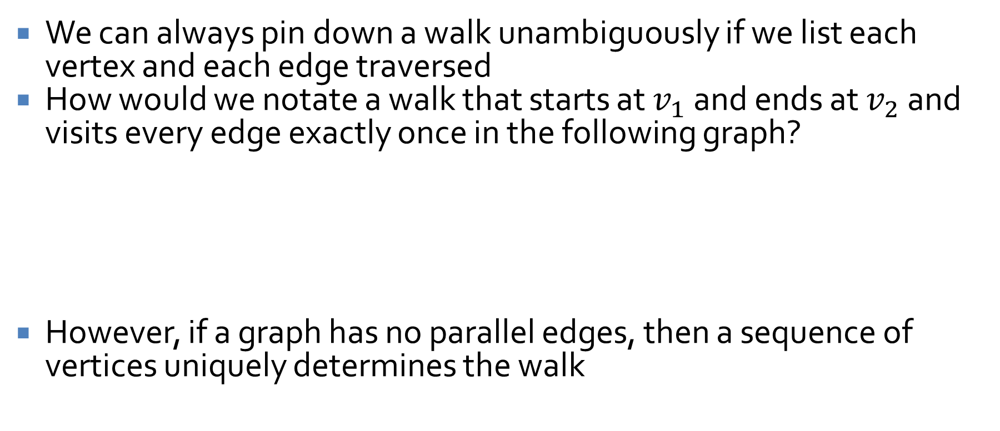 ▪ We can always pin down a walk unambiguously if we list each
vertex and each edge traversed
▪ How would we notate a walk that starts at 𝑣₁ and ends at 𝑣₂ and
visits every edge exactly once in the following graph?
▪ However, if a graph has no parallel edges, then a sequence of
vertices uniquely determines the walk